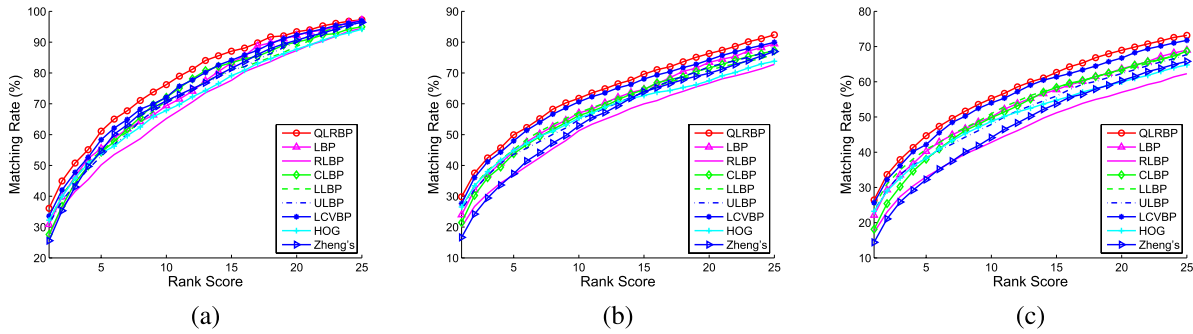 100
90
80
70
60
50
40
30
20
5
10
15
20
25
Matching Rate (%)
Rank Score
QLRBP
LBP
RLBP
CLBP
LLBP
ULBP
LCVBP
HOG
Zheng's
(a)
90
80
70
60
50
40
30
20
10
5
10
15
20
25
Matching Rate (%)
Rank Score
QLRBP
LBP
RLBP
CLBP
LLBP
ULBP
LCVBP
HOG
Zheng's
(b)
80
70
60
50
40
30
20
10
5
10
15
20
25
Matching Rate (%)
Rank Score
QLRBP
LBP
RLBP
CLBP
LLBP
ULBP
LCVBP
HOG
Zheng's
(c)